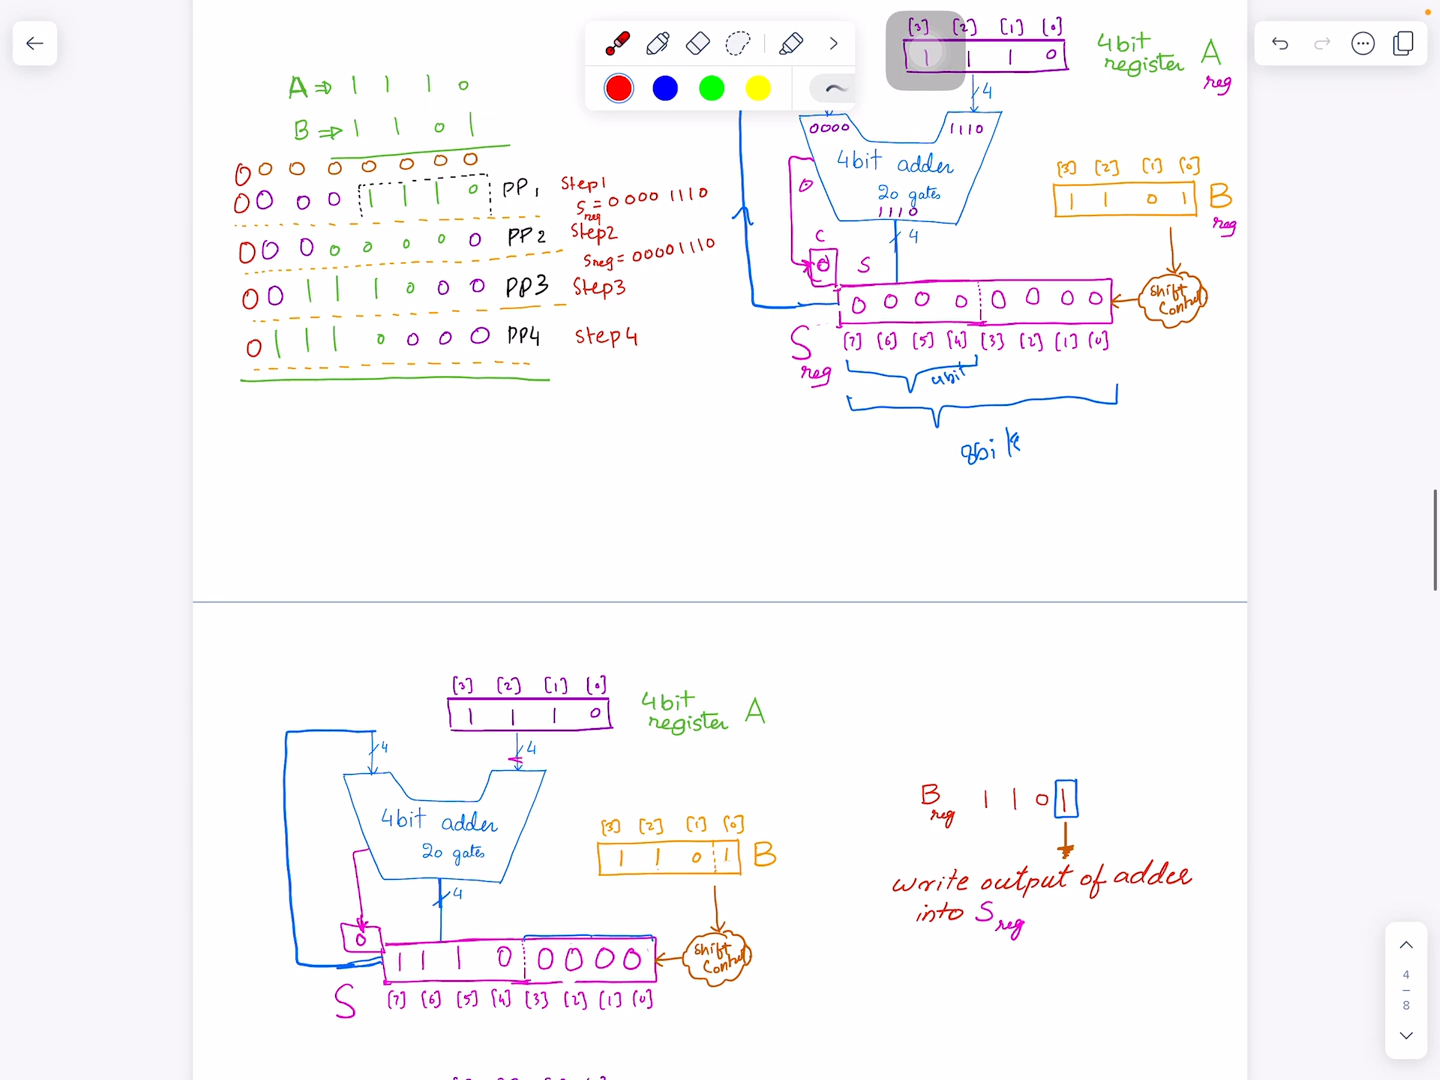 A ⇒ 1 1 1 0
B ⇒ 1 1 0 1
0 0 0 0 0 0 0 0
0 0 0 0 1 1 1 0 PP1 Step1
Sreg = 0 0 0 0 1110
0 0 0 0 0 0 0 0 PP2 Step2
Sreg = 00001110
0 0 1 1 1 0 0 0 PP3 Step3
0 1 1 1 0 0 0 0 PP4 Step4
[3] [2] [1] [0]
1 1 1 0
4bit
register A
reg
4
0000 1110
4bit adder
20 gates
1110
0
4
C
0 S
[3] [2] [1] [0]
1 1 0 1 B
reg
Shift
Control
0 0 0 0 0 0 0 0
S
reg
[7] [6] [5] [4] [3] [2] [1] [0]
4bit
8bit
[3] [2] [1] [0]
1 1 1 0
4bit
register A
4 4
4bit adder
20 gates
4
[3] [2] [1] [0]
1 1 0 1 B
Shift
Control
0
1 1 1 0 0 0 0 0
S [7] [6] [5] [4] [3] [2] [1] [0]
B
reg 1 1 0 1
write output of adder
into Sreg
4
8